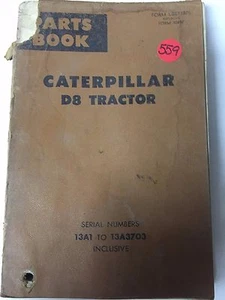 PARTS
BOOK
559
CATERPILLAR
D8 TRACTOR
SERIAL NUMBERS
13A1 TO 13A3703
INCLUSIVE